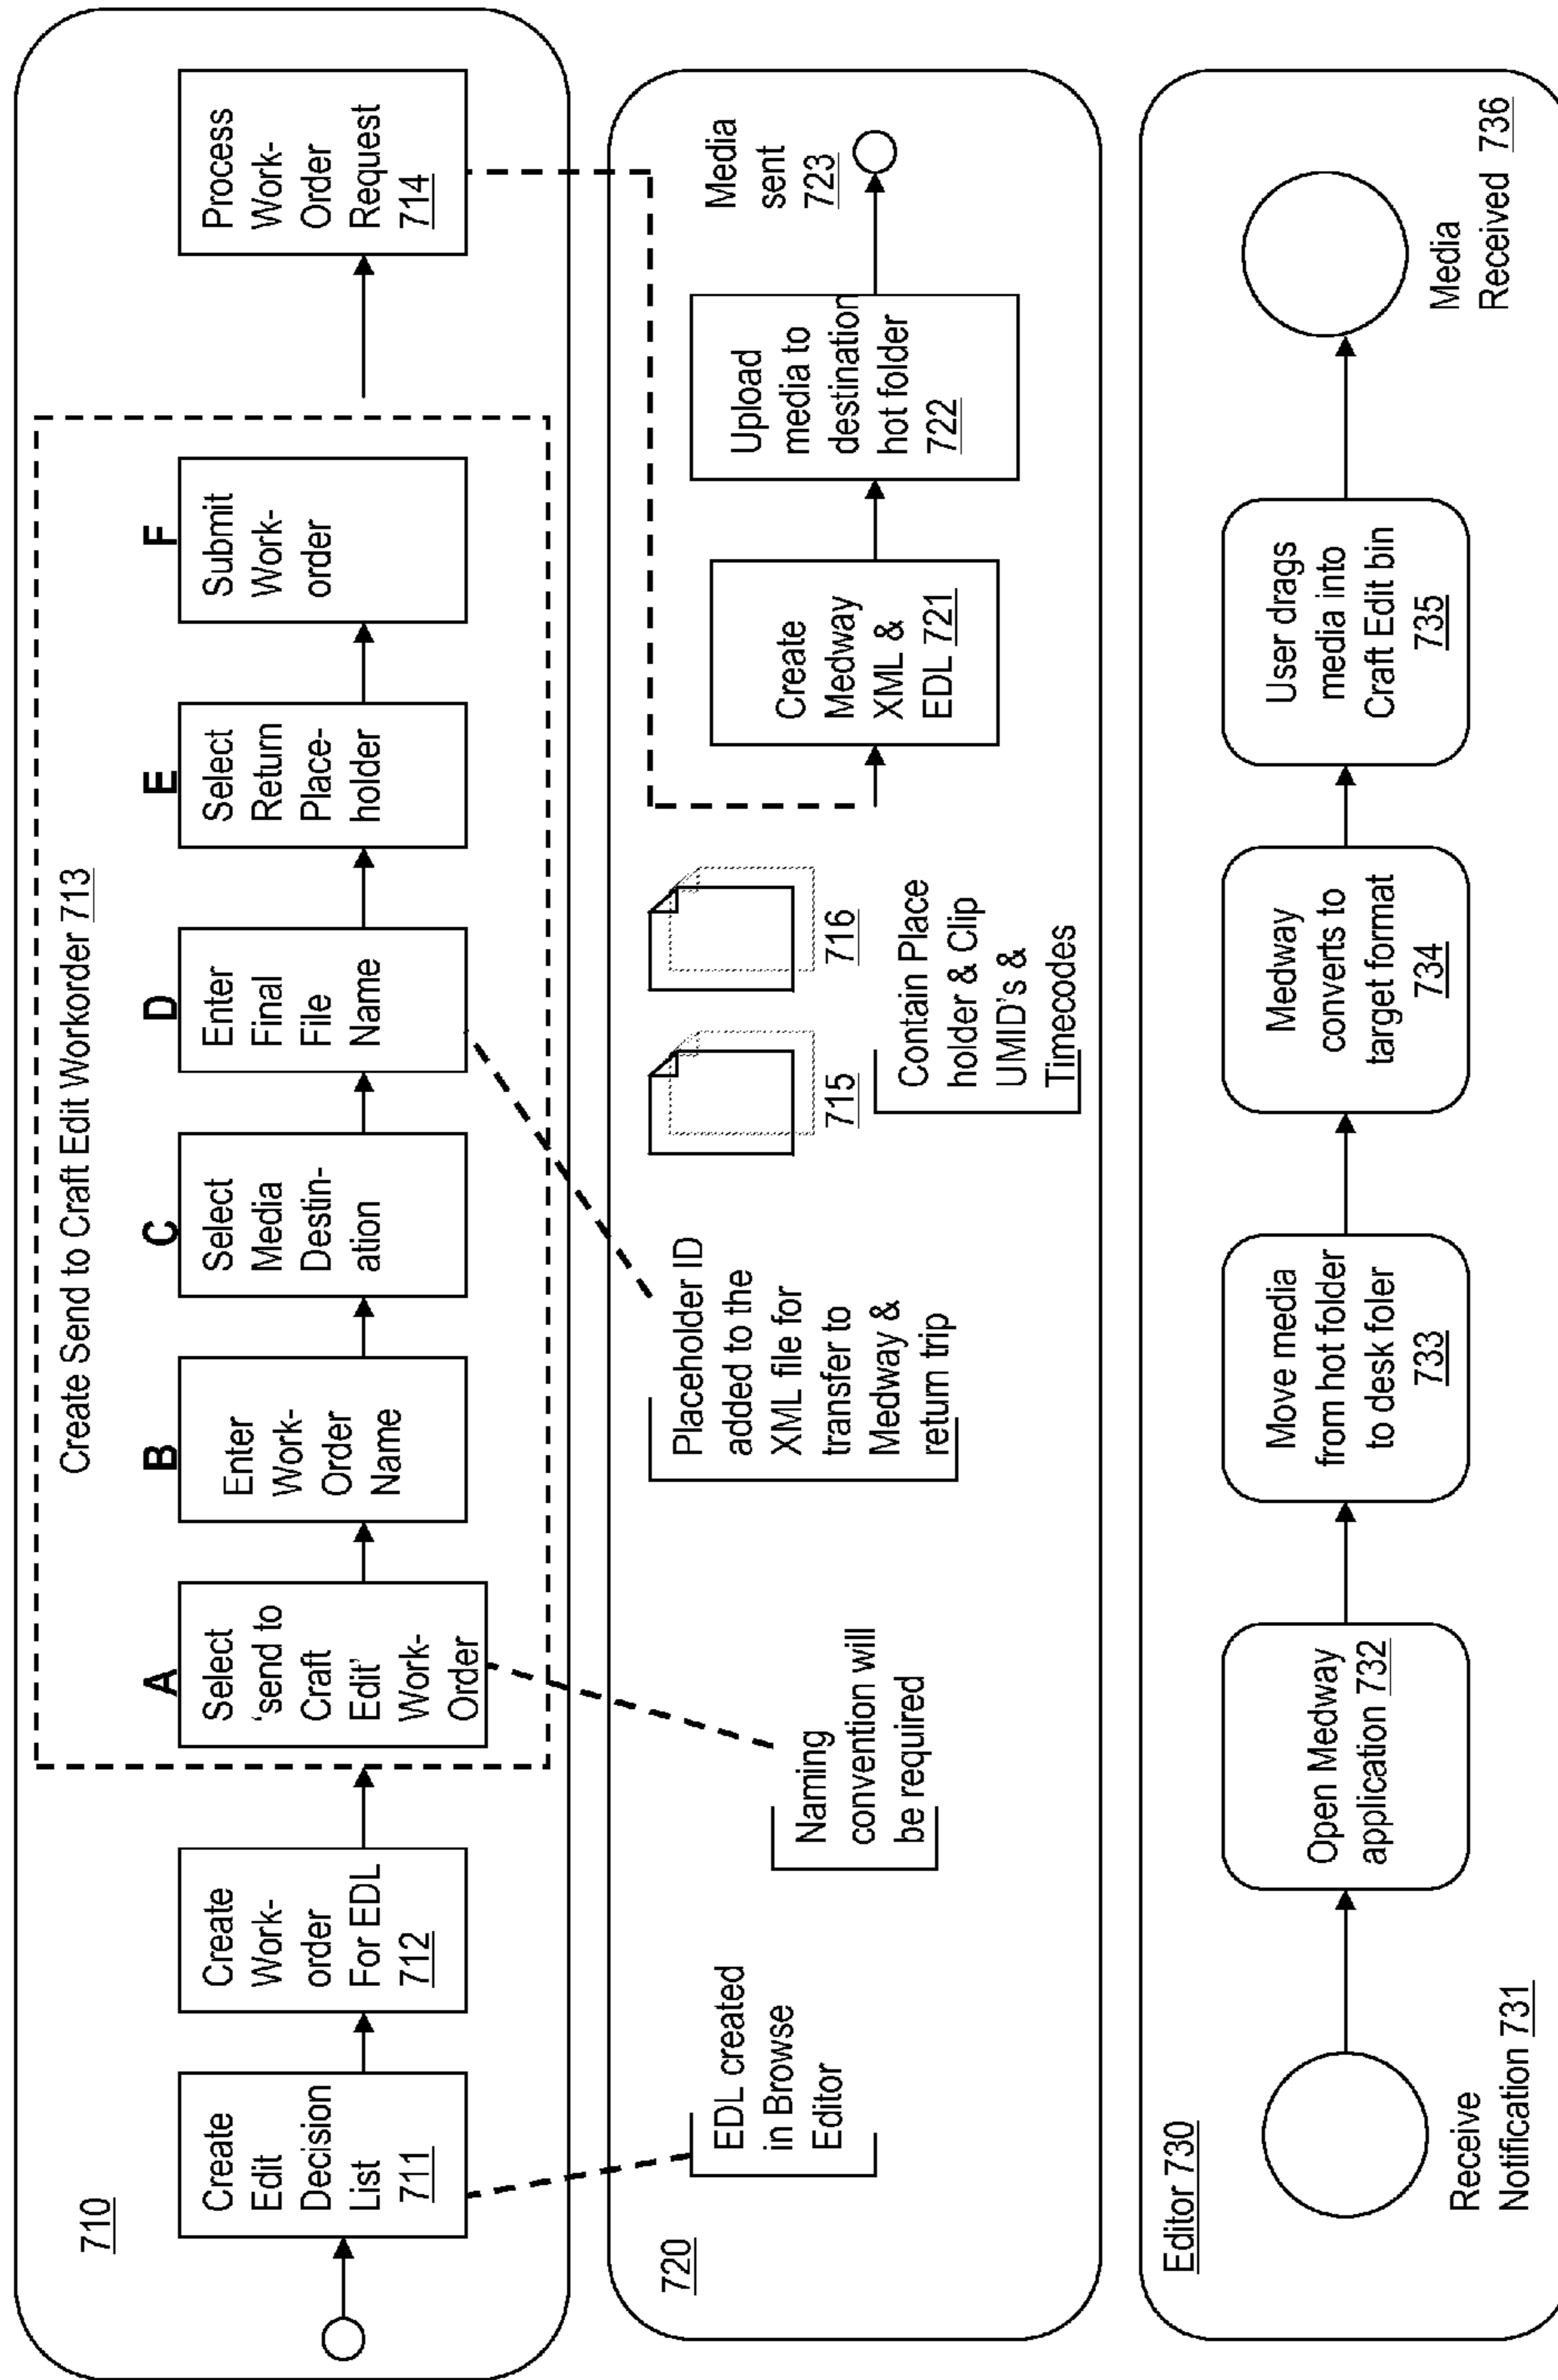 710
Create
Edit
Decision
List
711
Create
Work-
order
For EDL
712
Create Send to Craft Edit Workorder 713
A
Select
‘send to
Craft
Edit’
Work-
Order
B
Enter
Work-
Order
Name
C
Select
Media
Destin-
ation
D
Enter
Final
File
Name
E
Select
Return
Place-
holder
F
Submit
Work-
order
Process
Work-
Order
Request
714
720
EDL created
in Browse
Editor
Naming
convention will
be required
Placeholder ID
added to the
XML file for
transfer to
Medway &
return trip
715
716
Contain Place
holder & Clip
UMID's &
Timecodes
Create
Medway
XML &
EDL 721
Upload
media to
destination
hot folder
722
Media
sent
723
Editor 730
Receive
Notification 731
Open Medway
application 732
Move media
from hot folder
to desk foler
733
Medway
converts to
target format
734
User drags
media into
Craft Edit bin
735
Media
Received 736